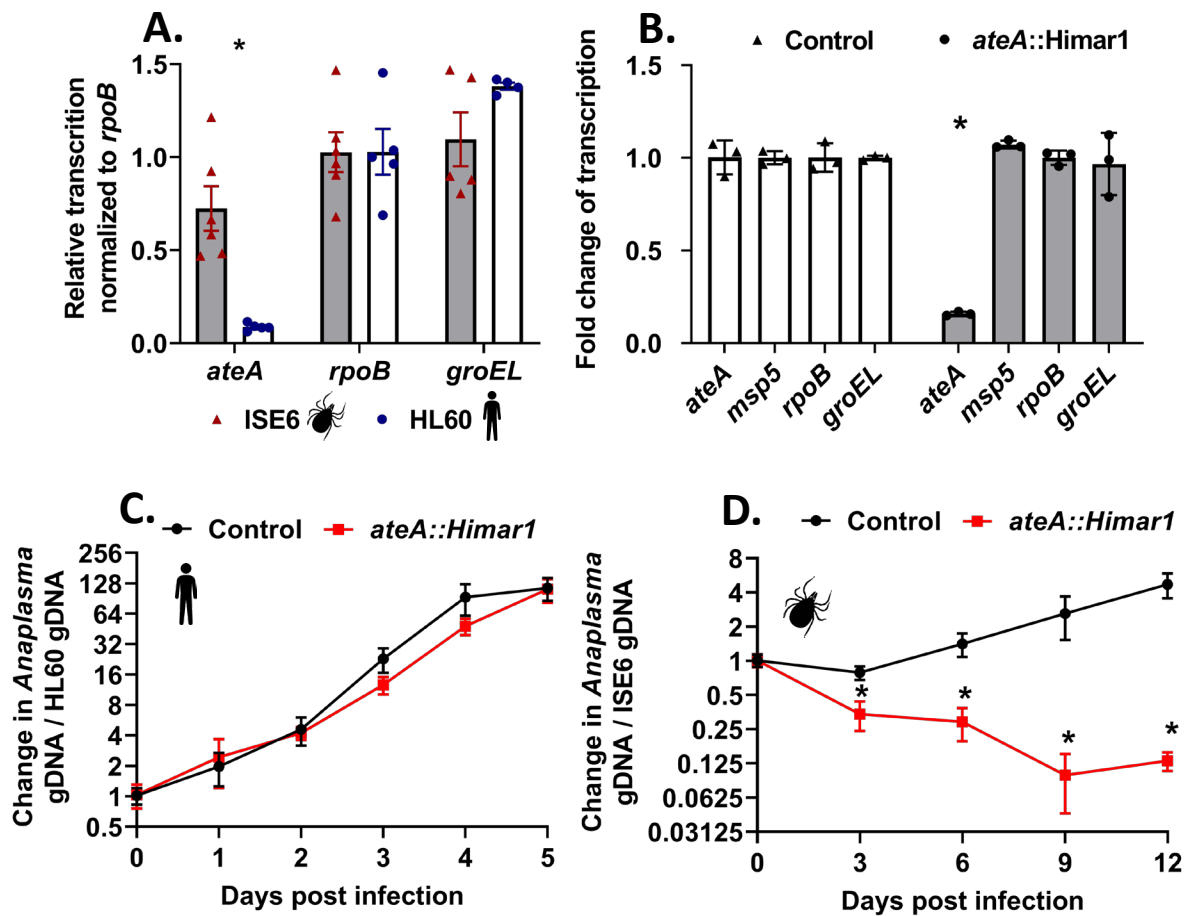 A.
*
Relative transcrition
normalized to rpoB
1.5
1.0
0.5
0.0
ateA
rpoB
groEL
ISE6
HL60
B.
Control
ateA::Himar1
Fold change of transcription
1.5
1.0
0.5
0.0
*
ateA
msp5
rpoB
groEL
ateA
msp5
rpoB
groEL
C.
Control
ateA::Himar1
Change in Anaplasma
gDNA / HL60 gDNA
256
128
64
32
16
8
4
2
1
0.5
0
1
2
3
4
5
Days post infection
D.
Control
ateA::Himar1
Change in Anaplasma
gDNA / ISE6 gDNA
8
4
2
1
0.5
0.25
0.125
0.0625
0.03125
*
*
*
*
0
3
6
9
12
Days post infection